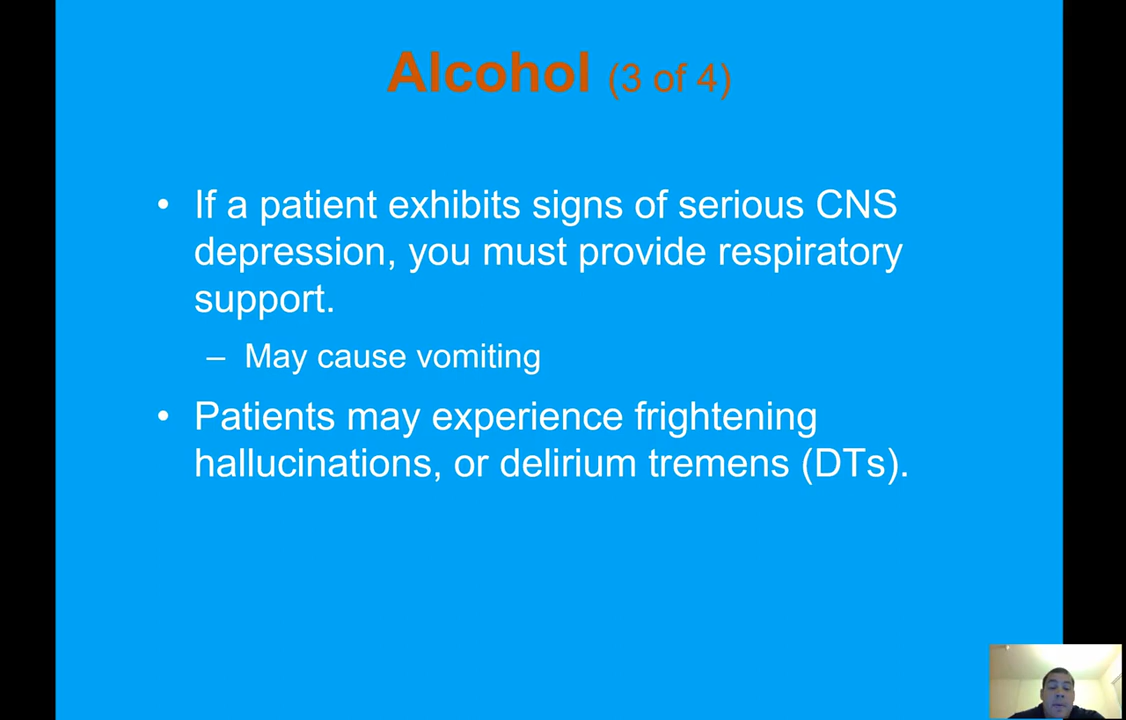 Alcohol (3 of 4)
• If a patient exhibits signs of serious CNS
depression, you must provide respiratory
support.
– May cause vomiting
• Patients may experience frightening
hallucinations, or delirium tremens (DTs).